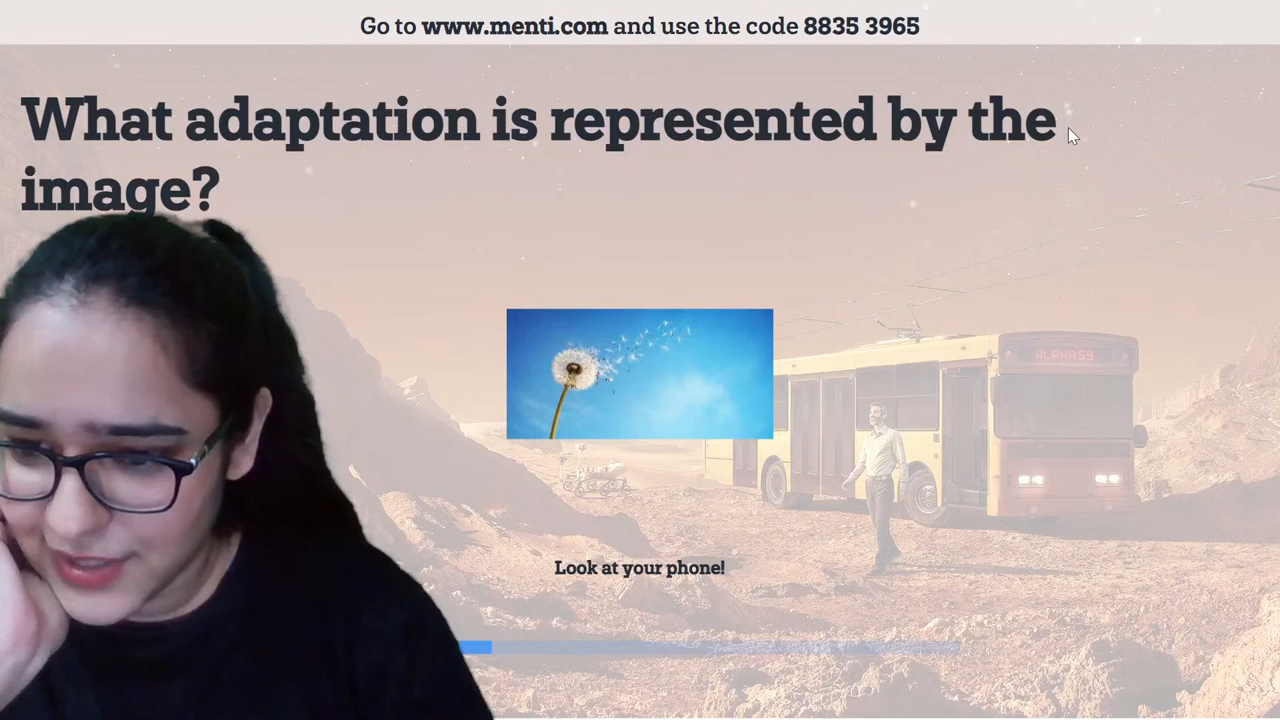 Go to www.menti.com and use the code 8835 3965
What adaptation is represented by the
image?
ALPHA59
Look at your phone!